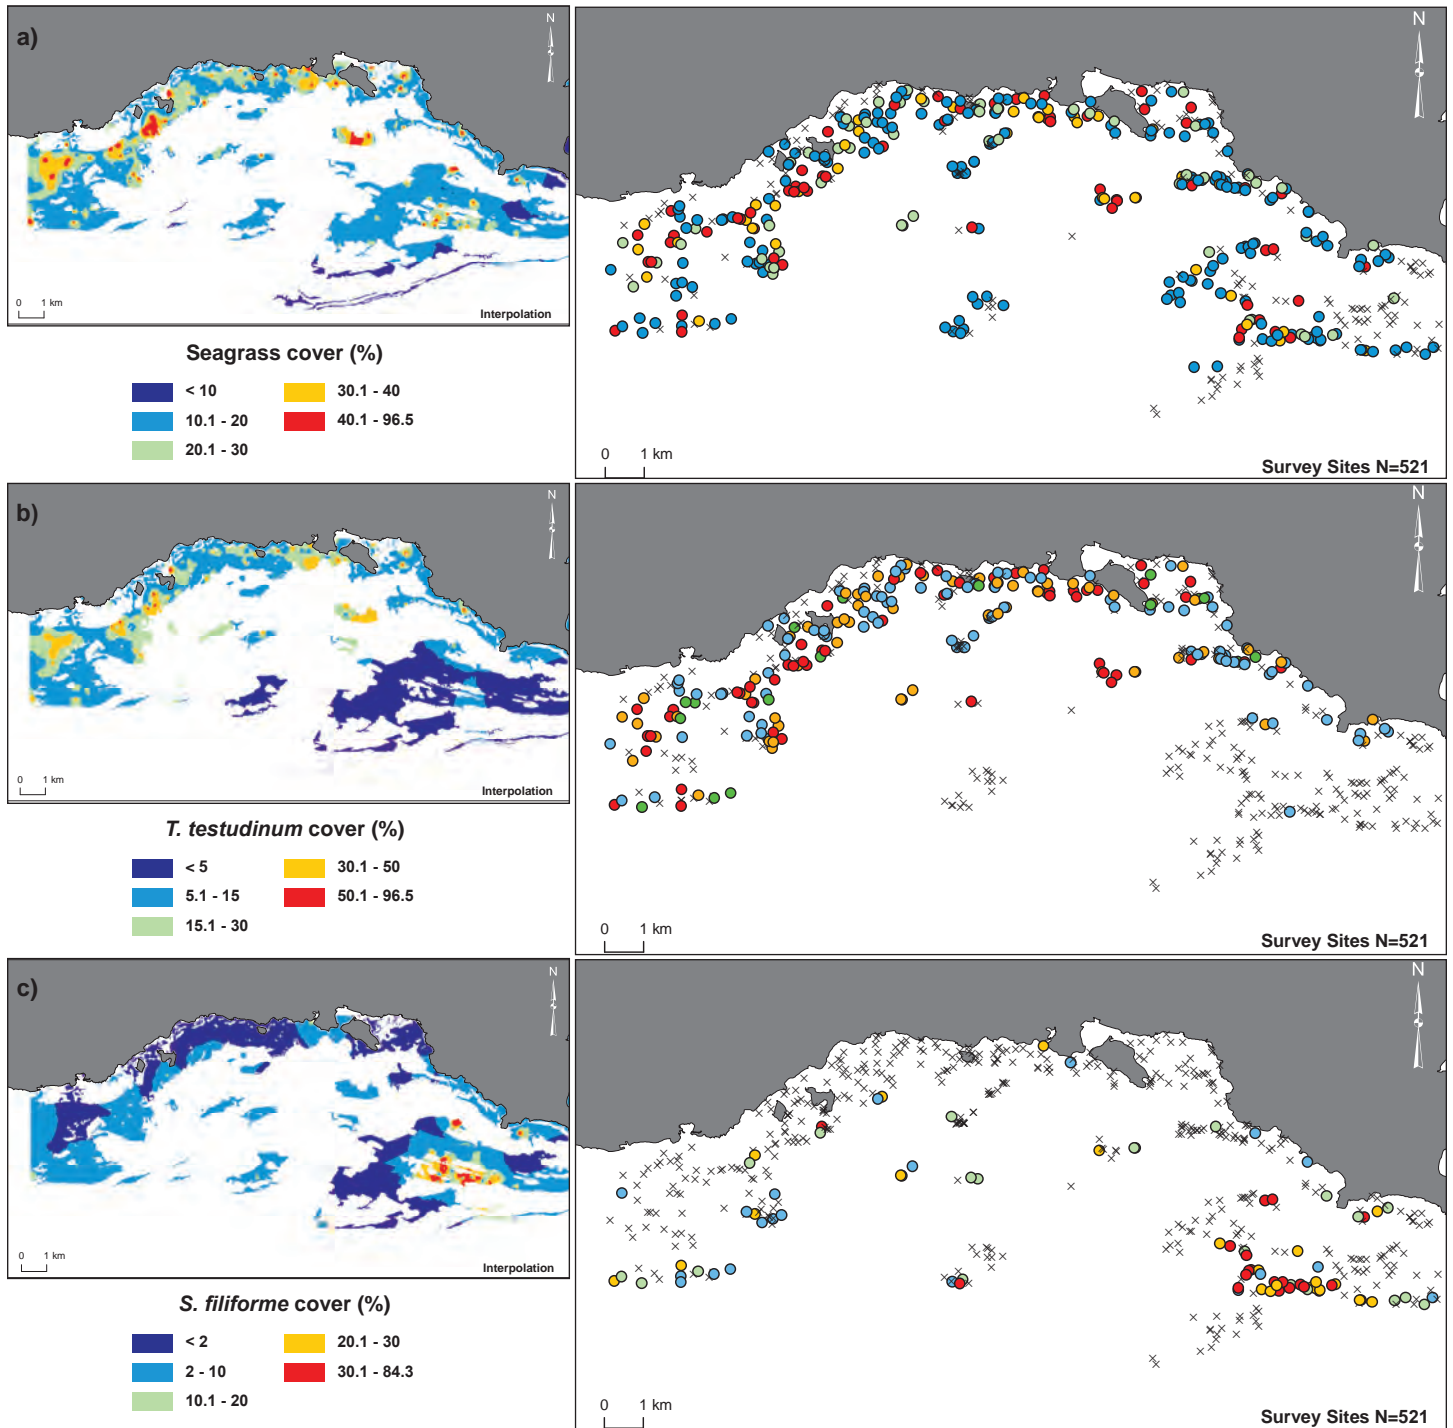 a)
N
0 1 km
Interpolation
N
0 1 km
Survey Sites N=521
Seagrass cover (%)
< 10
30.1 - 40
10.1 - 20
40.1 - 96.5
20.1 - 30
b)
N
0 1 km
Interpolation
N
0 1 km
Survey Sites N=521
T. testudinum cover (%)
< 5
30.1 - 50
5.1 - 15
50.1 - 96.5
15.1 - 30
c)
N
0 1 km
Interpolation
N
0 1 km
Survey Sites N=521
S. filiforme cover (%)
< 2
20.1 - 30
2 - 10
30.1 - 84.3
10.1 - 20